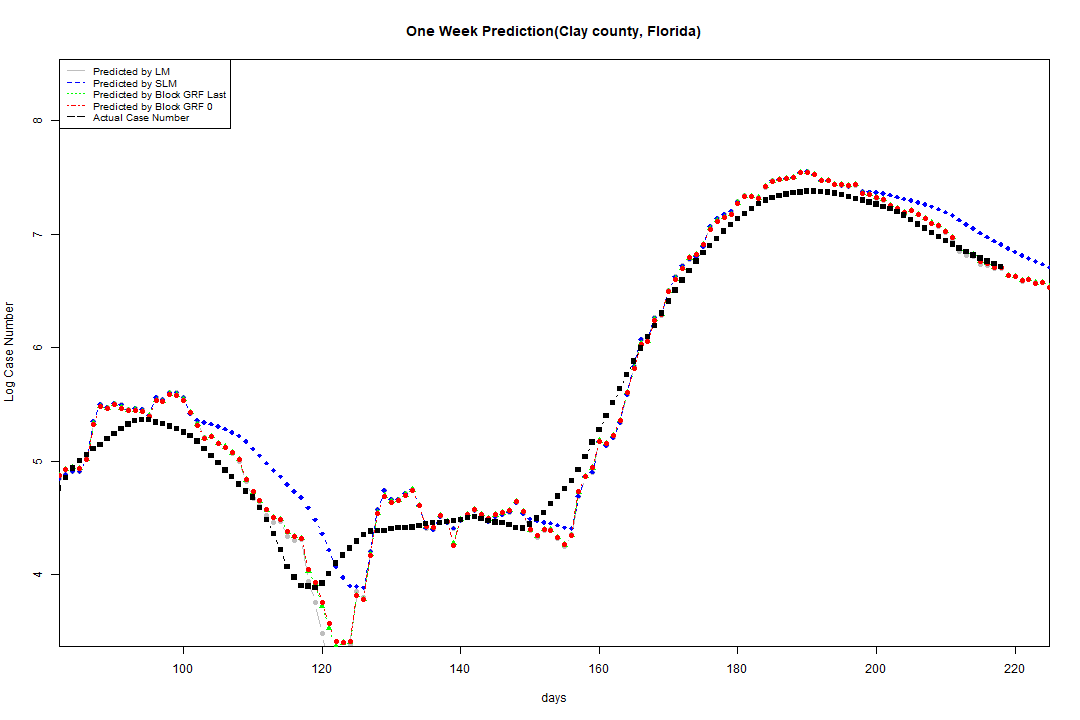 One Week Prediction(Clay county, Florida)
Predicted by LM
Predicted by SLM
Predicted by Block GRF Last
Predicted by Block GRF 0
Actual Case Number
8
7
6
5
4
Log Case Number
100 120 140 160 180 200 220
days